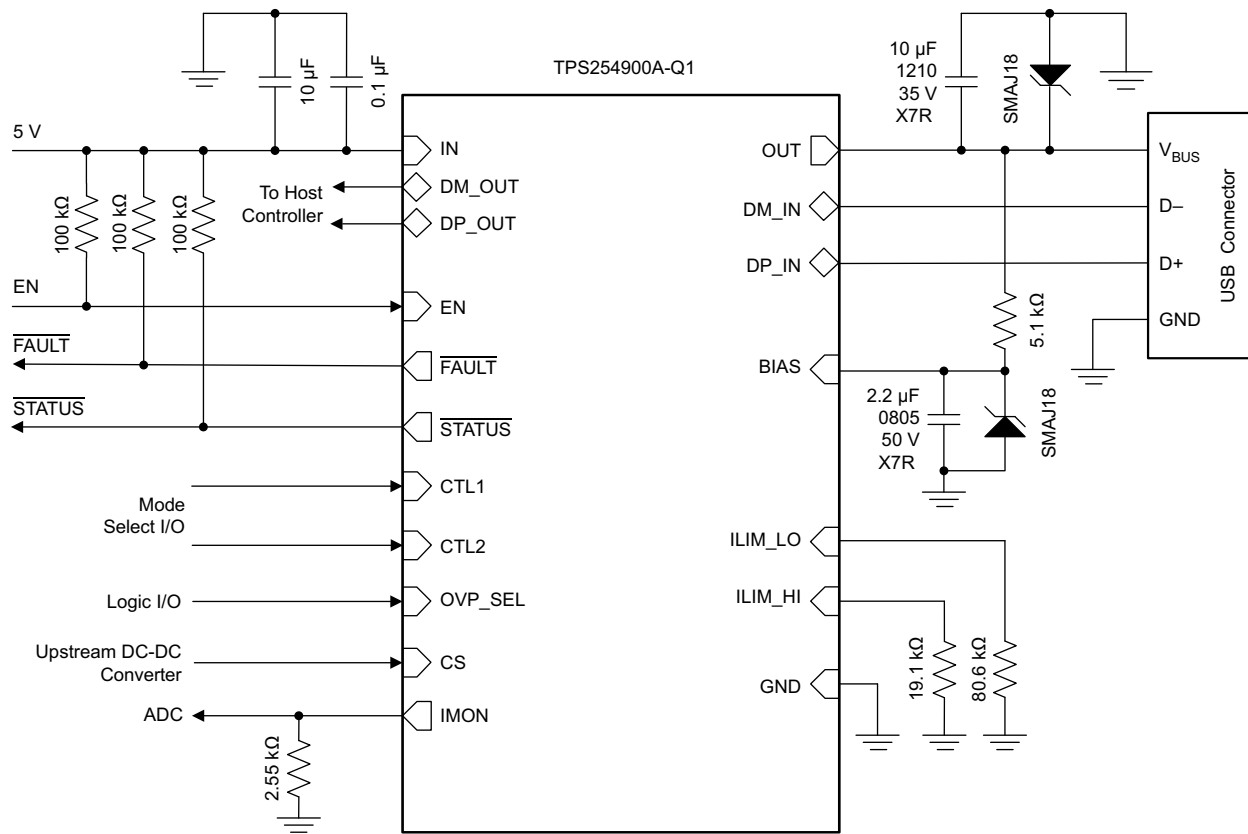 TPS254900A-Q1
10 µF
0.1 µF
5 V
100 kΩ
100 kΩ
100 kΩ
To Host
Controller
EN
FAULT
STATUS
Mode
Select I/O
Logic I/O
Upstream DC-DC
Converter
ADC
2.55 kΩ
IN
DM_OUT
DP_OUT
EN
FAULT
STATUS
CTL1
CTL2
OVP_SEL
CS
IMON
OUT
DM_IN
DP_IN
BIAS
ILIM_LO
ILIM_HI
GND
10 µF
1210
35 V
X7R
SMAJ18
5.1 kΩ
2.2 µF
0805
50 V
X7R
SMAJ18
19.1 kΩ
80.6 kΩ
VBUS
D–
D+
GND
USB Connector